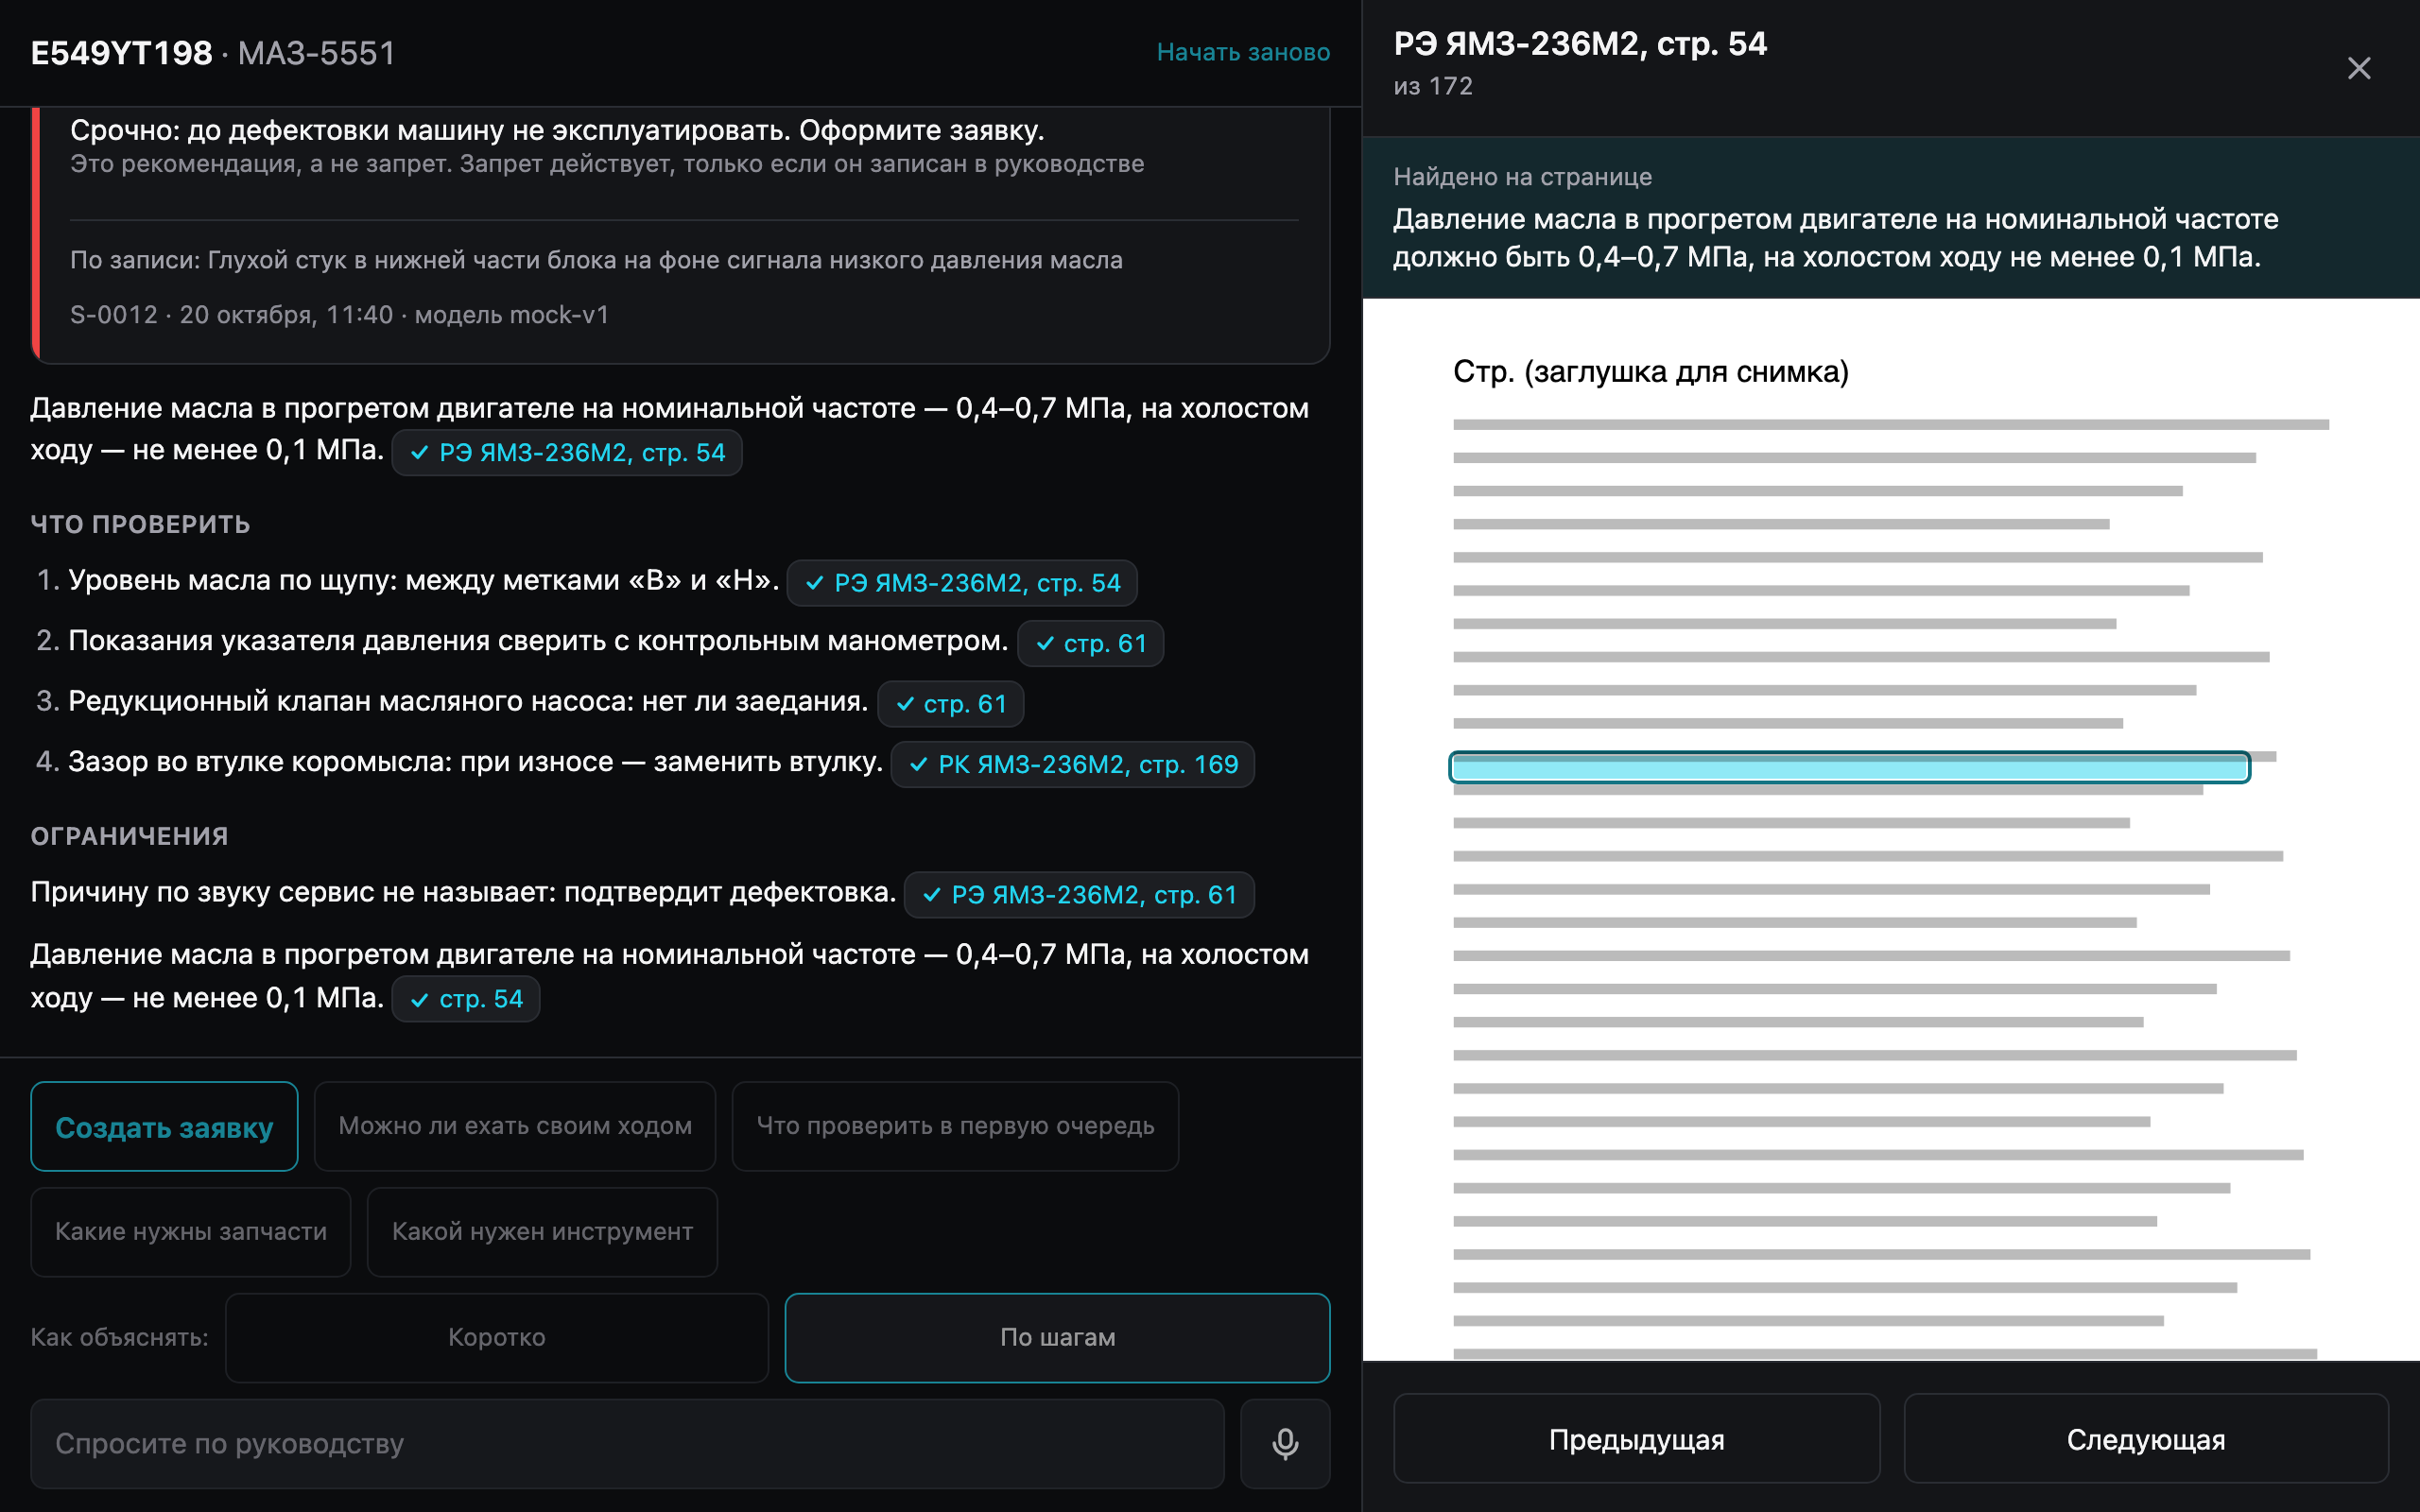 E549YT198 · МАЗ-5551
Начать заново
Срочно: до дефектовки машину не эксплуатировать. Оформите заявку.
Это рекомендация, а не запрет. Запрет действует, только если он записан в руководстве
По записи: Глухой стук в нижней части блока на фоне сигнала низкого давления масла
S-0012 · 20 октября, 11:40 · модель mock-v1
Давление масла в прогретом двигателе на номинальной частоте — 0,4–0,7 МПа, на холостом
ходу — не менее 0,1 МПа. ✓ РЭ ЯМЗ-236М2, стр. 54
ЧТО ПРОВЕРИТЬ
1. Уровень масла по щупу: между метками «В» и «Н». ✓ РЭ ЯМЗ-236М2, стр. 54
2. Показания указателя давления сверить с контрольным манометром. ✓ стр. 61
3. Редукционный клапан масляного насоса: нет ли заедания. ✓ стр. 61
4. Зазор во втулке коромысла: при износе — заменить втулку. ✓ РК ЯМЗ-236М2, стр. 169
ОГРАНИЧЕНИЯ
Причину по звуку сервис не называет: подтвердит дефектовка. ✓ РЭ ЯМЗ-236М2, стр. 61
Давление масла в прогретом двигателе на номинальной частоте — 0,4–0,7 МПа, на холостом
ходу — не менее 0,1 МПа. ✓ стр. 54
Создать заявку
Можно ли ехать своим ходом
Что проверить в первую очередь
Какие нужны запчасти
Какой нужен инструмент
Как объяснять:
Коротко
По шагам
Спросите по руководству
РЭ ЯМЗ-236М2, стр. 54
из 172
Найдено на странице
Давление масла в прогретом двигателе на номинальной частоте
должно быть 0,4–0,7 МПа, на холостом ходу не менее 0,1 МПа.
Стр. (заглушка для снимка)
Предыдущая
Следующая